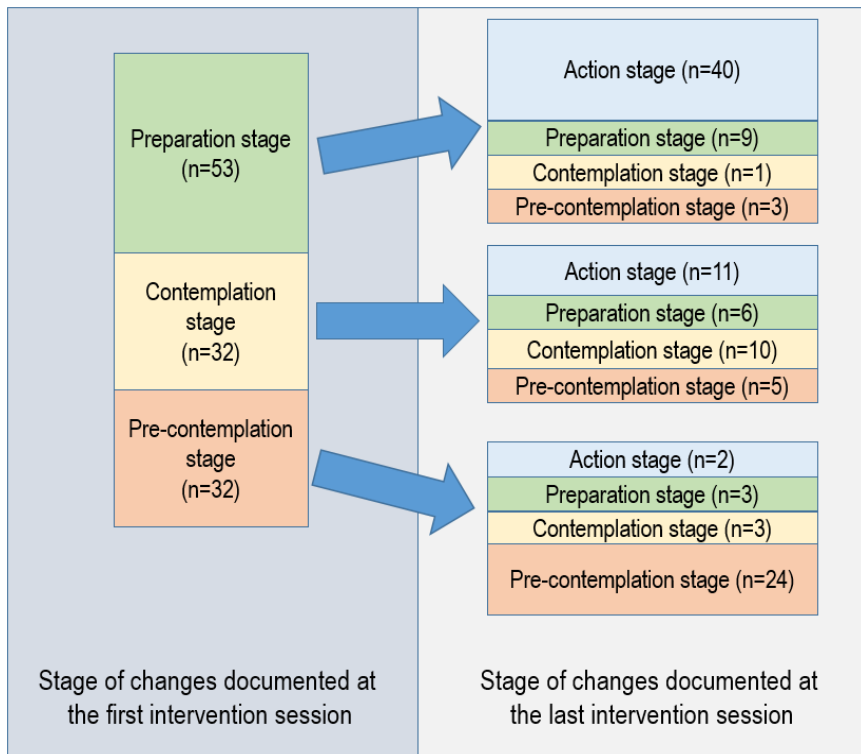 Preparation stage
(n=53)
Contemplation
stage
(n=32)
Pre-contemplation
stage
(n=32)
Action stage (n=40)
Preparation stage (n=9)
Contemplation stage (n=1)
Pre-contemplation stage (n=3)
Action stage (n=11)
Preparation stage (n=6)
Contemplation stage (n=10)
Pre-contemplation stage (n=5)
Action stage (n=2)
Preparation stage (n=3)
Contemplation stage (n=3)
Pre-contemplation stage (n=24)
Stage of changes documented at
the first intervention session
Stage of changes documented at
the last intervention session